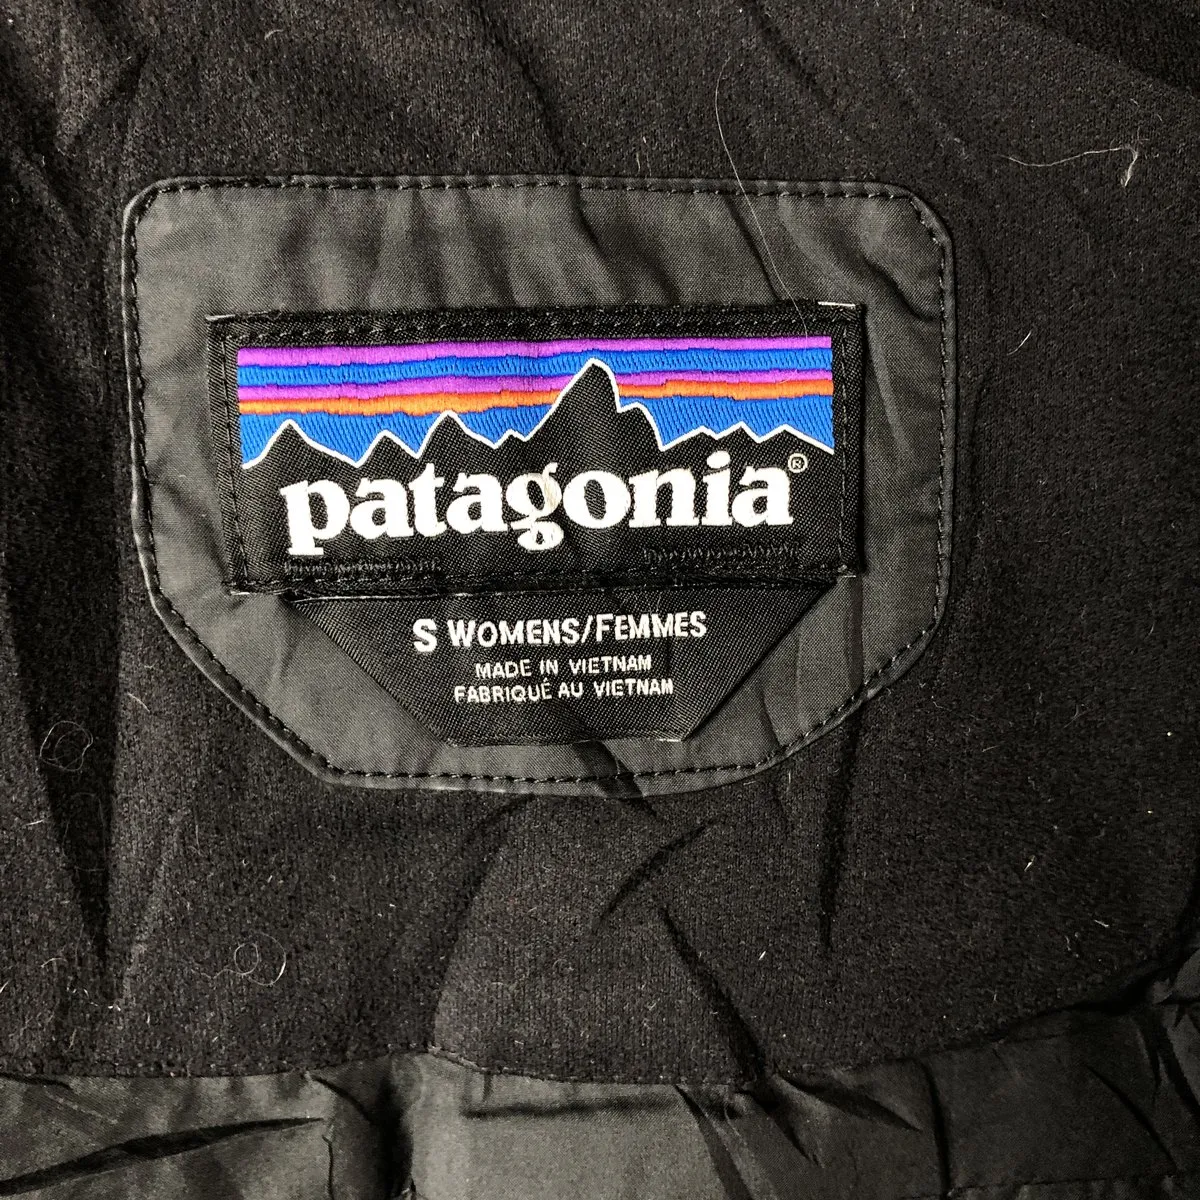 patagonia®
S WOMENS/FEMMES
MADE IN VIETNAM
FABRIQUÉ AU VIETNAM